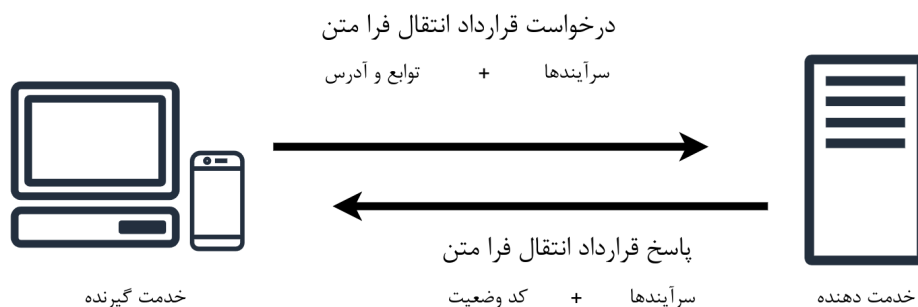 درخواست قرارداد انتقال فرا متن
سرآیندها + توابع و آدرس
پاسخ قرارداد انتقال فرا متن
خدمت دهنده
سرآیندها + کد وضعیت
خدمت گیرنده